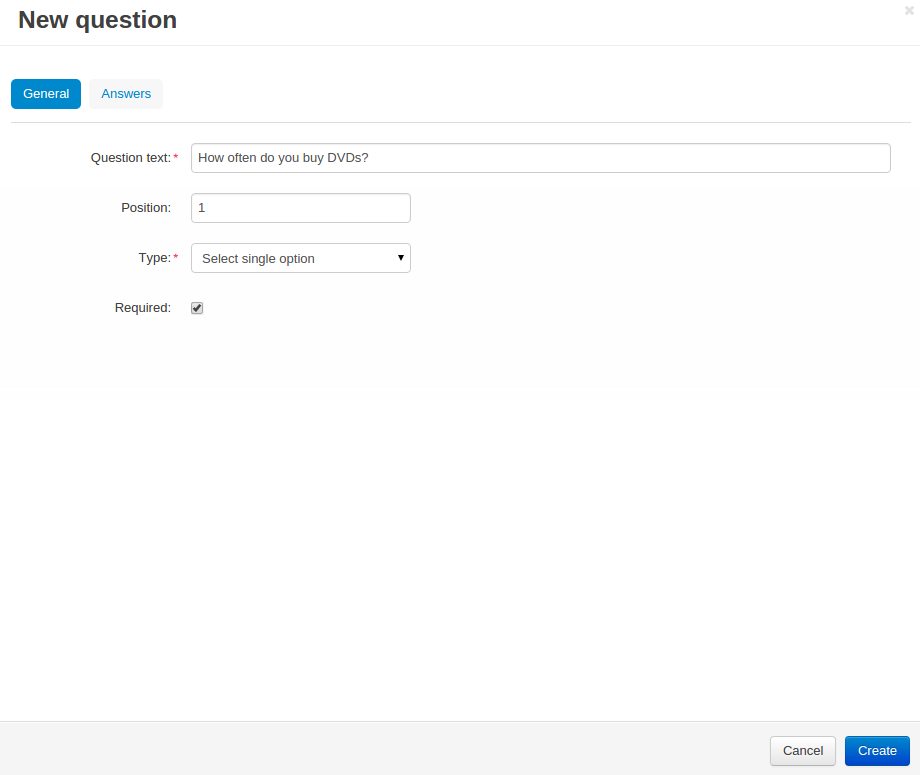 New question
General Answers
Question text:* How often do you buy DVDs?
Position: 1
Type:* Select single option
Required:
Cancel Create